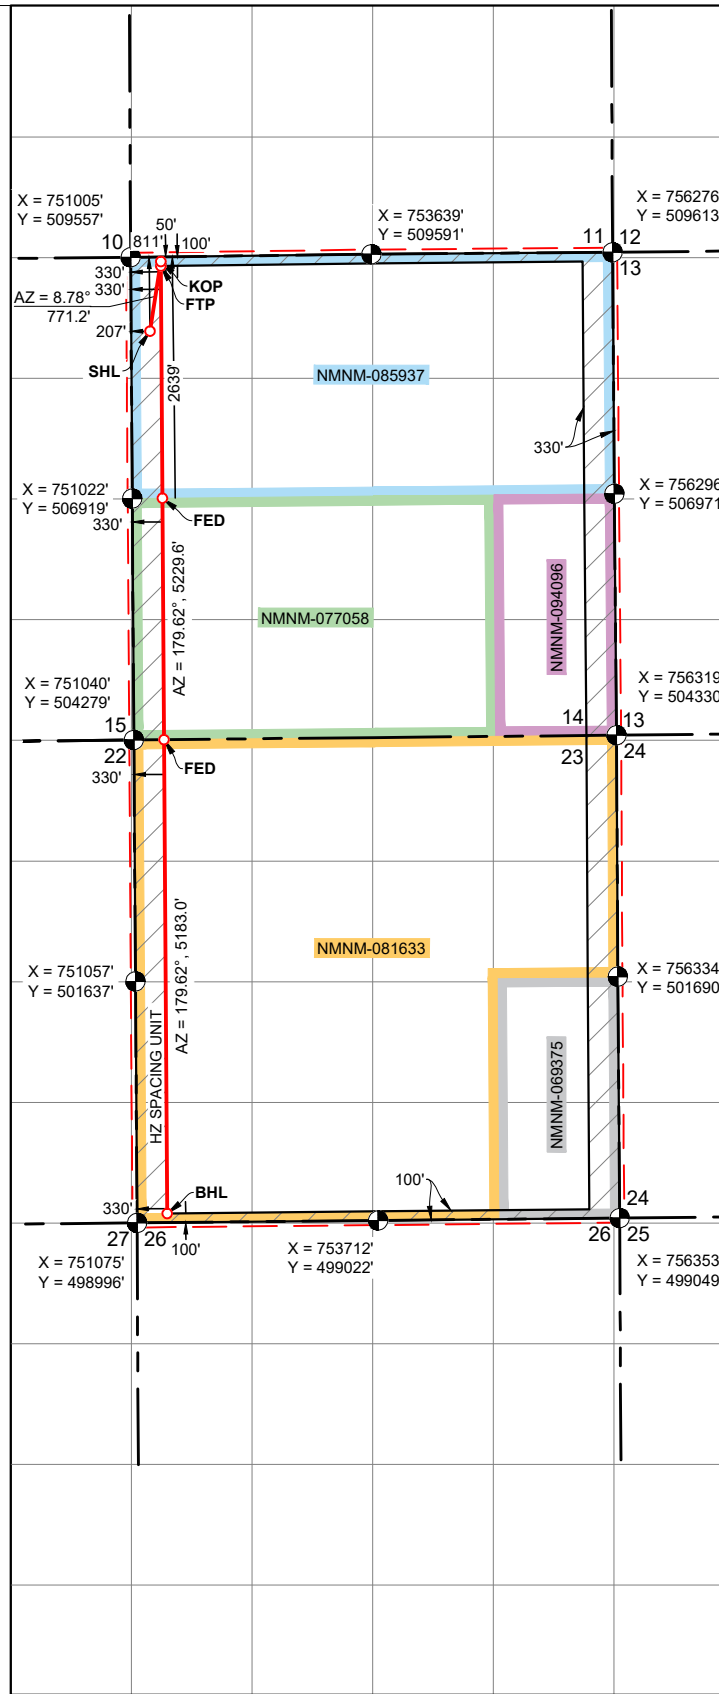 X = 751005'
Y = 509557'
50'
X = 753639'
Y = 509591'
X = 756276
Y = 509613
10
811'
100'
11
12
13
330'
KOP
330'
FTP
AZ = 8.78°
771.2'
207'
SHL
2639'
NMNM-085937
330'
X = 751022'
Y = 506919'
330'
FED
X = 756296
Y = 506971
AZ = 179.62°, 5229.6'
NMNM-077058
NMNM-094096
X = 751040'
Y = 504279'
X = 756319
Y = 504330
15
22
14
13
23
24
330'
FED
NMNM-081633
AZ = 179.62°, 5183.0'
X = 751057'
Y = 501637'
X = 756334
Y = 501690
HZ SPACING UNIT
NMNM-069375
BHL
100'
330'
24
27
26
100'
26
25
X = 751075'
Y = 498996'
X = 753712'
Y = 499022'
X = 756353
Y = 499049